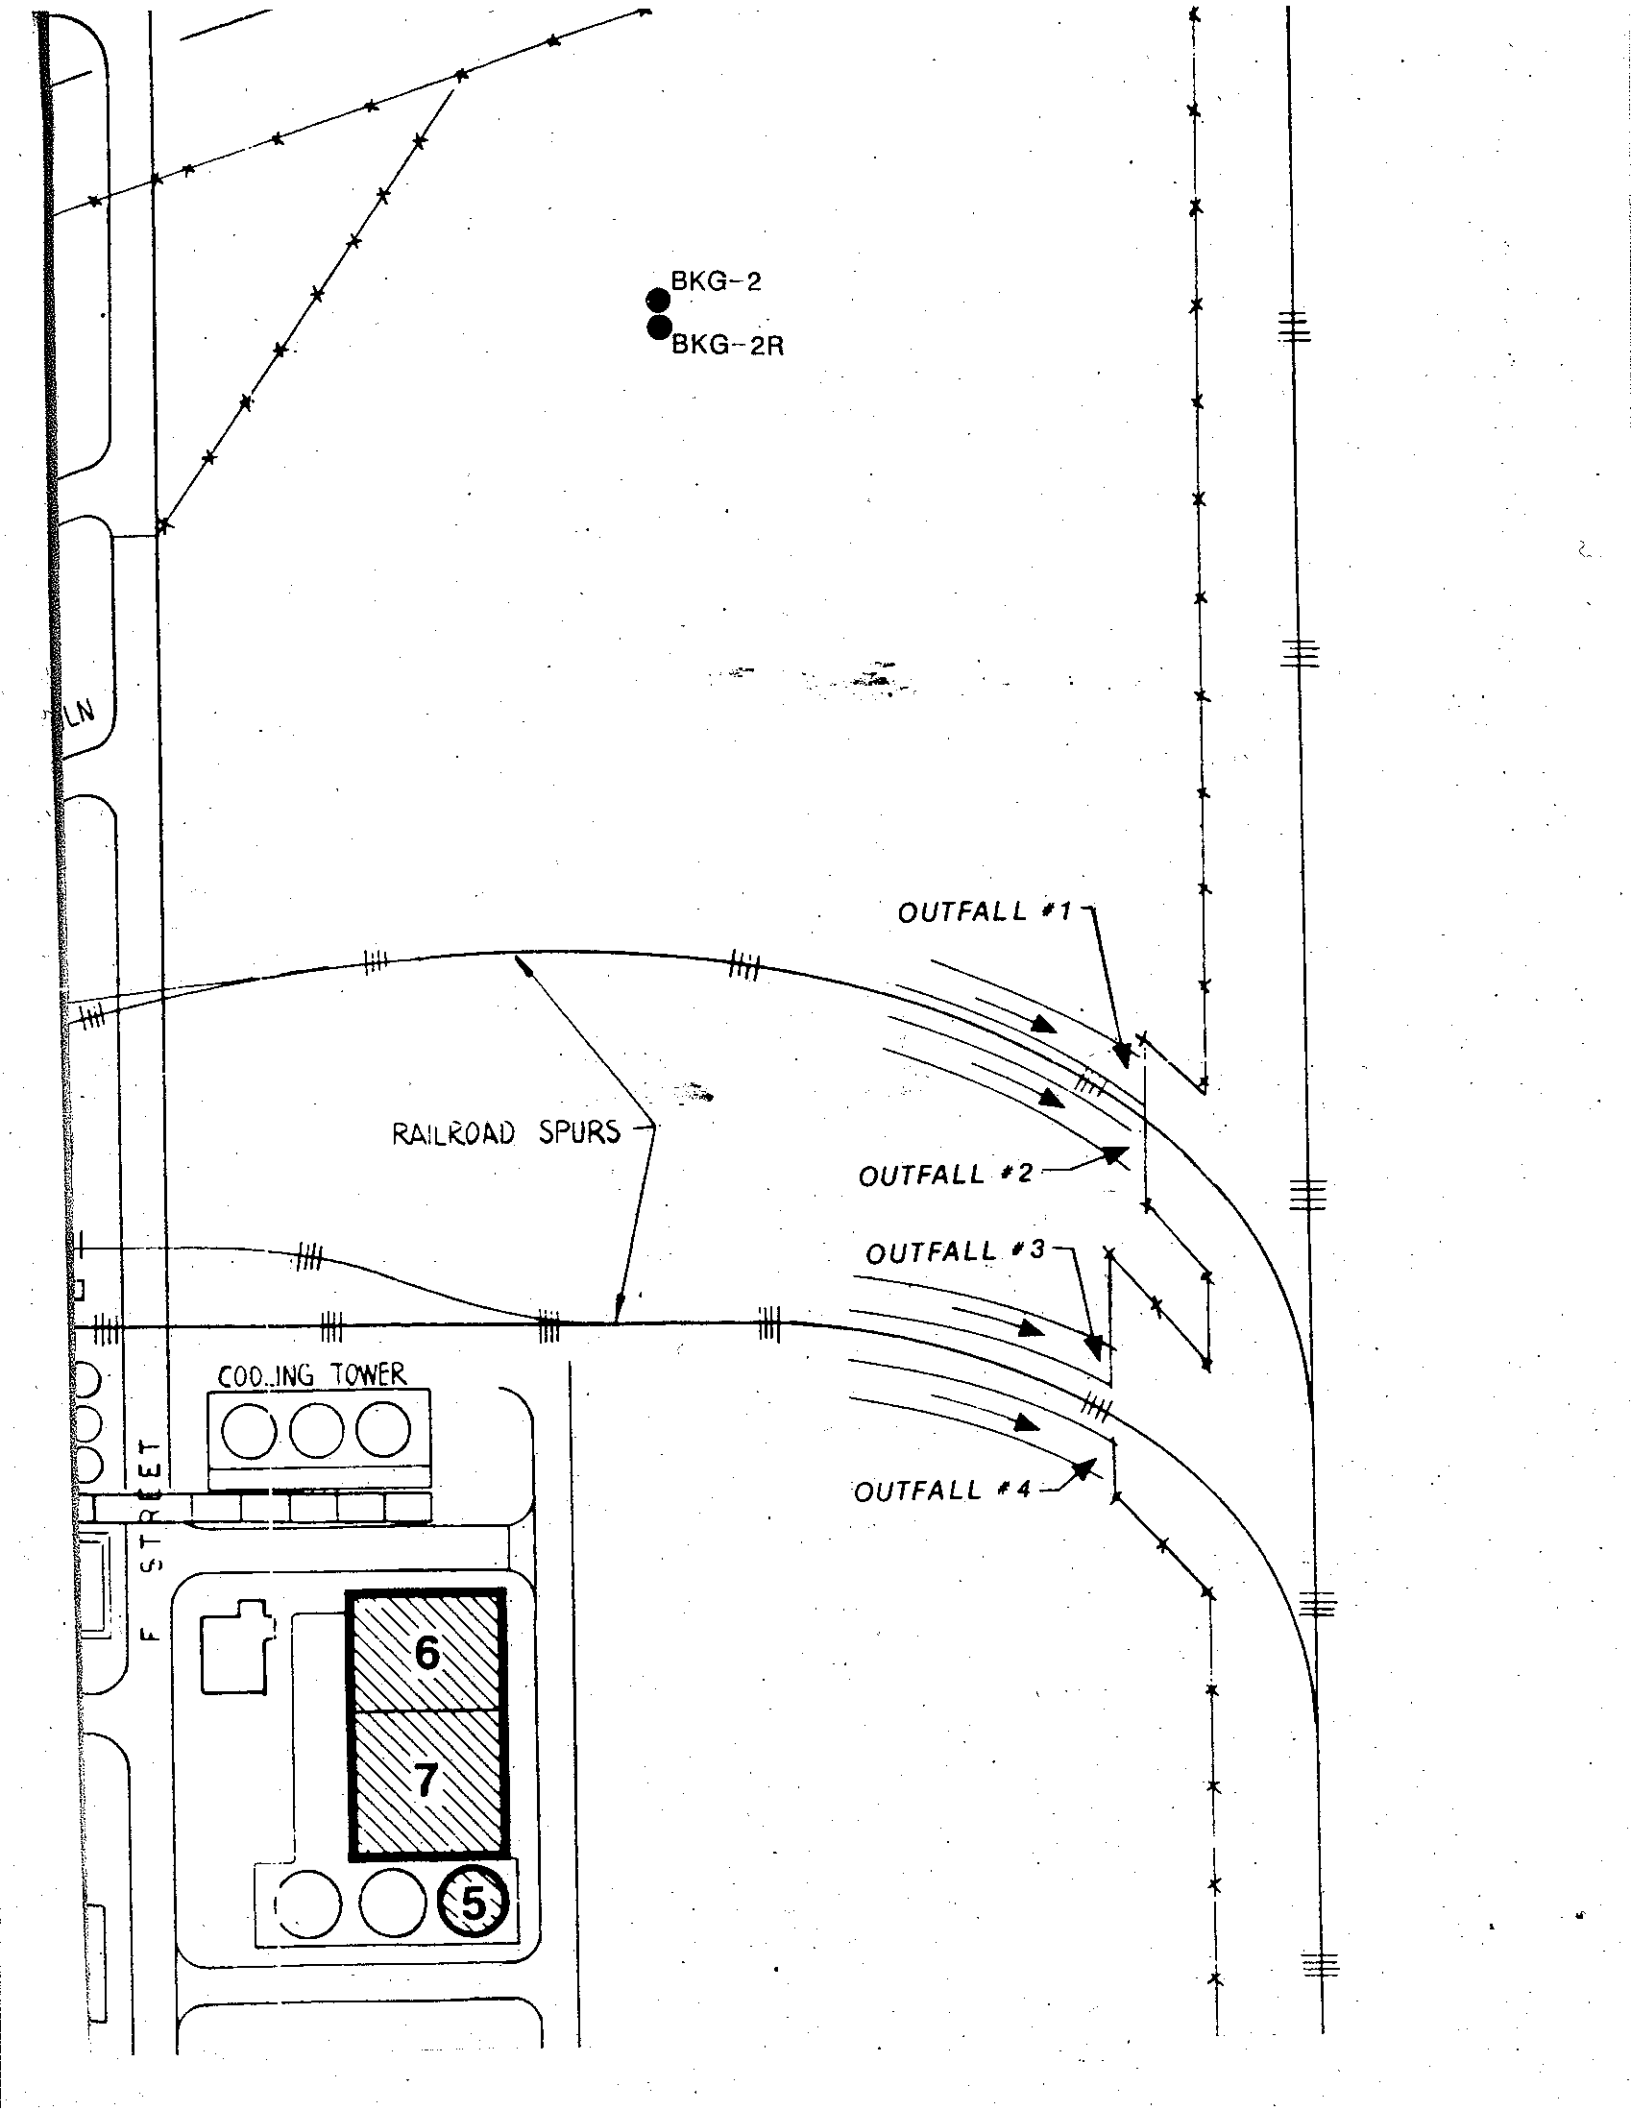 BKG-2
BKG-2R
LN
OUTFALL #1
RAILROAD SPURS
OUTFALL #2
OUTFALL #3
COOLING TOWER
OUTFALL #4
F STREET
6
7
5